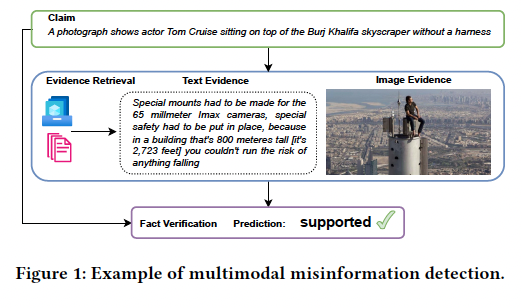 Claim
A photograph shows actor Tom Cruise sitting on top of the Burj Khalifa skyscraper without a harness
Evidence Retrieval
Text Evidence
Image Evidence
Special mounts had to be made for the
65 millmeter Imax cameras, special
safety had to be put in place, because
in a building that's 800 meteres tall [it's
2,723 feet] you couldn't run the risk of
anything falling
Fact Verification Prediction: supported
Figure 1: Example of multimodal misinformation detection.